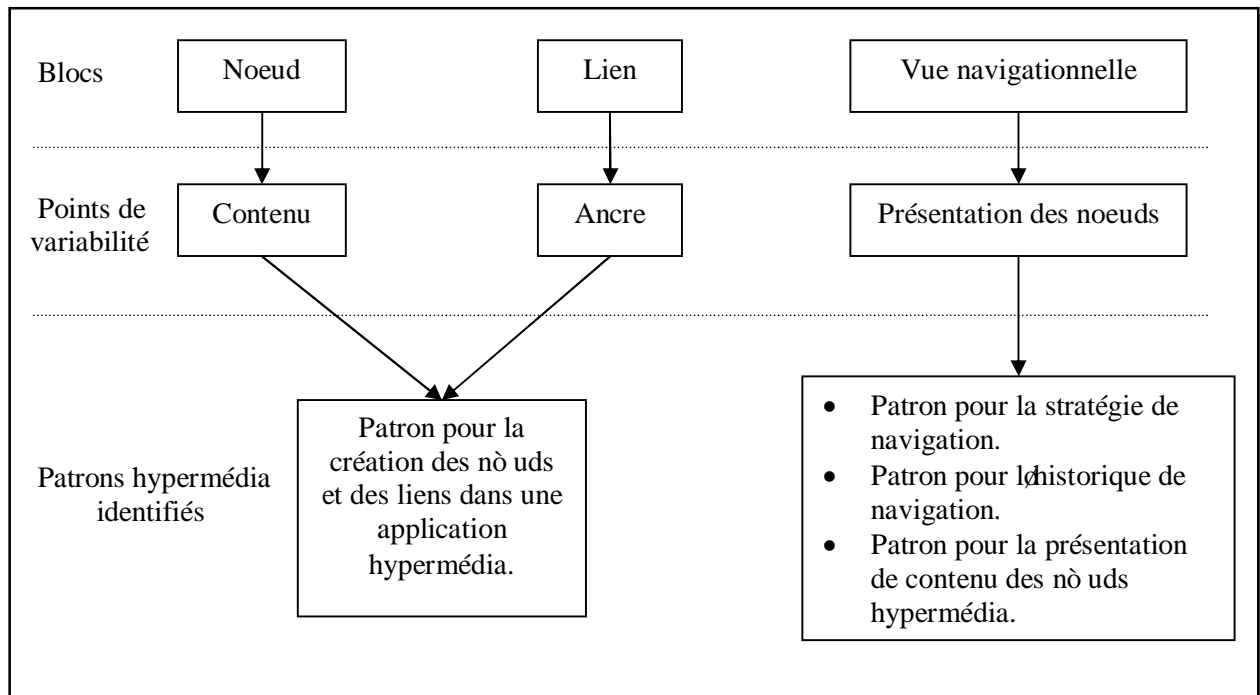 Blocs
Noeud
Lien
Vue navigationnelle
Points de
variabilité
Contenu
Ancre
Présentation des noeuds
Patrons hypermédia
identifiés
Patron pour la
création des nò uds
et des liens dans une
application
hypermédia.
• Patron pour la stratégie de
navigation.
• Patron pour løhistorique de
navigation.
• Patron pour la présentation
de contenu des nò uds
hypermédia.